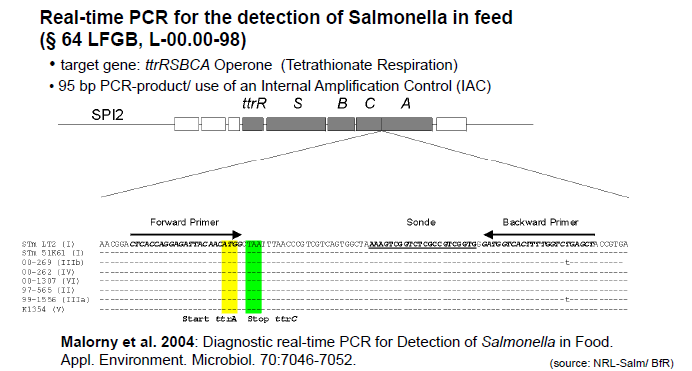 Real-time PCR for the detection of Salmonella in feed
(§ 64 LFGB, L-00.00-98)
• target gene: ttrRSBCA Operone (Tetrathionate Respiration)
• 95 bp PCR-product/ use of an Internal Amplification Control (IAC)
ttrR S B C A
SPI2
Forward Primer Sonde Backward Primer
STm LT2 (I) AACGGACTCACCAGGAGATTACAACATGGCTAATTTAACCCGTCGTCAGTGGCTAAAAGTCGGTCTCGCCGTCGGTGGGATGGTCACTTTTGGTCTGAGCTACCGTGA
STm 51K61 (I)
00-269 (IIIb) t
00-262 (IV)
00-1307 (VI)
97-565 (II)
99-1556 (IIIa) t
K1354 (V)
Start ttrA Stop ttrC
Malorny et al. 2004: Diagnostic real-time PCR for Detection of Salmonella in Food.
Appl. Environment. Microbiol. 70:7046-7052.
(source: NRL-Salm/ BfR)